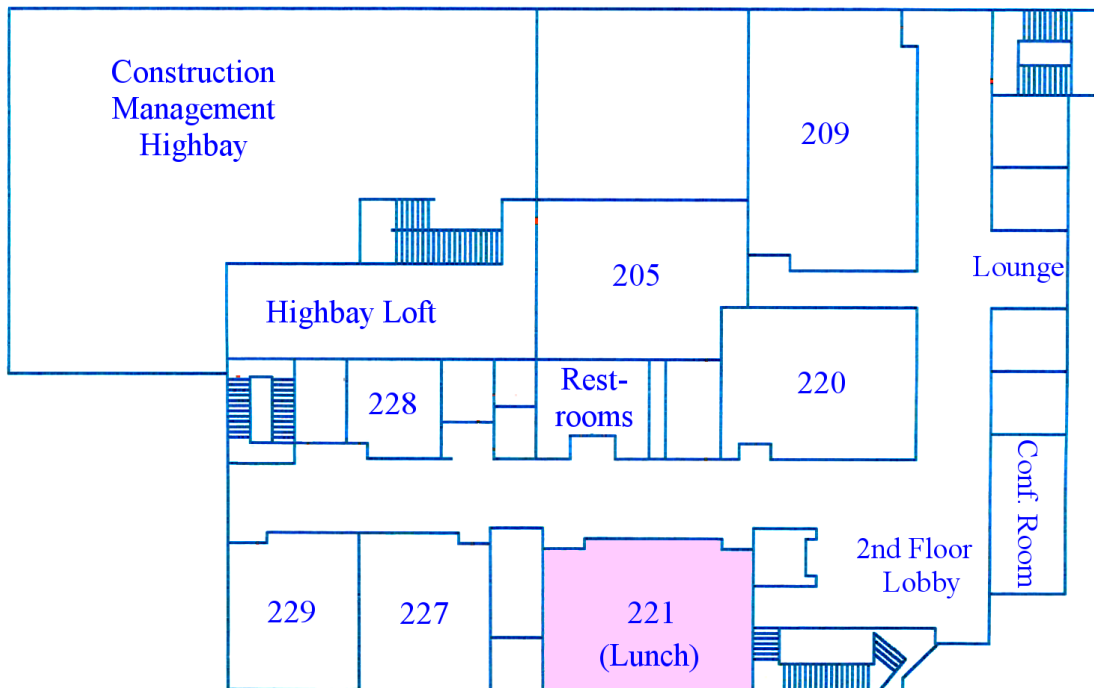 Construction
Management
Highbay
209
205
Lounge
Highbay Loft
220
228
Rest-
rooms
Conf. Room
2nd Floor
Lobby
229
227
221
(Lunch)